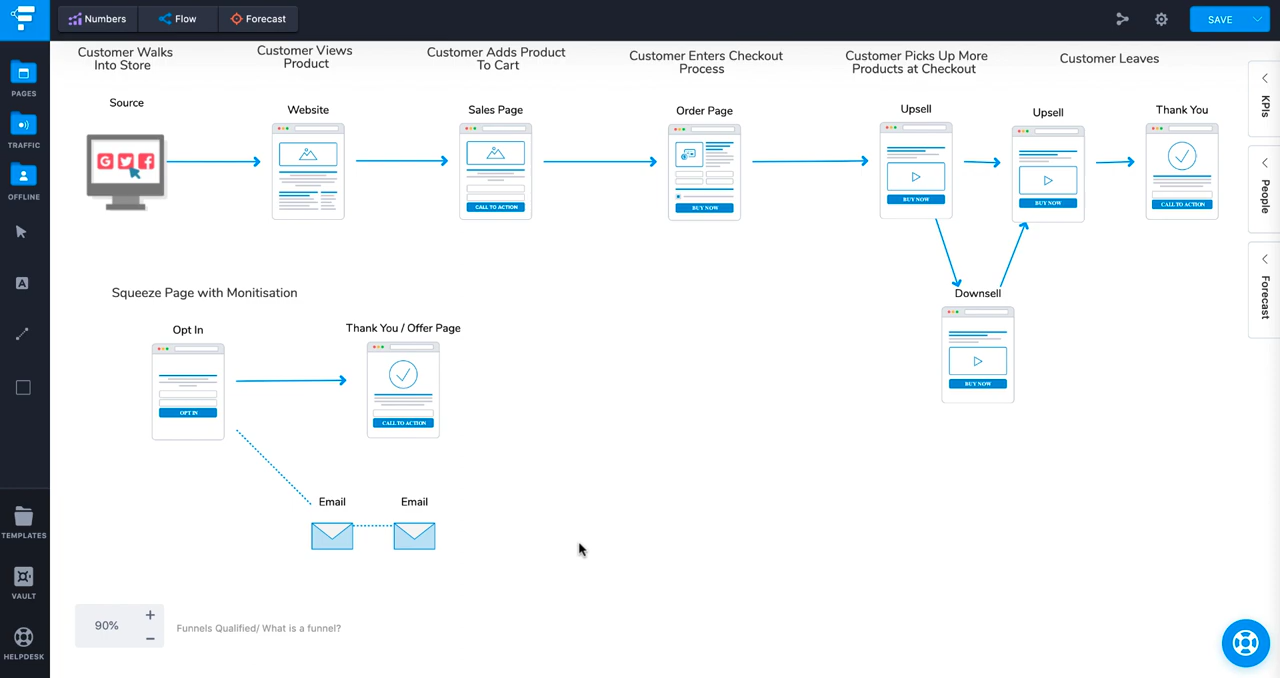 Numbers
Flow
Forecast
SAVE
PAGES
TRAFFIC
OFFLINE
TEMPLATES
VAULT
HELPDESK
Customer Walks
Into Store
Customer Views
Product
Customer Adds Product
To Cart
Customer Enters Checkout
Process
Customer Picks Up More
Products at Checkout
Customer Leaves
Source
Website
Sales Page
Order Page
Upsell
Upsell
Thank You
G
A
CALL TO ACTION
BUY NOW
BUY NOW
BUY NOW
CALL TO ACTION
Downsell
BUY NOW
Squeeze Page with Monitisation
Opt In
Thank You / Offer Page
OPT IN
CALL TO ACTION
Email
Email
KPIs
People
Forecast
90%
+
−
Funnels Qualified/ What is a funnel?